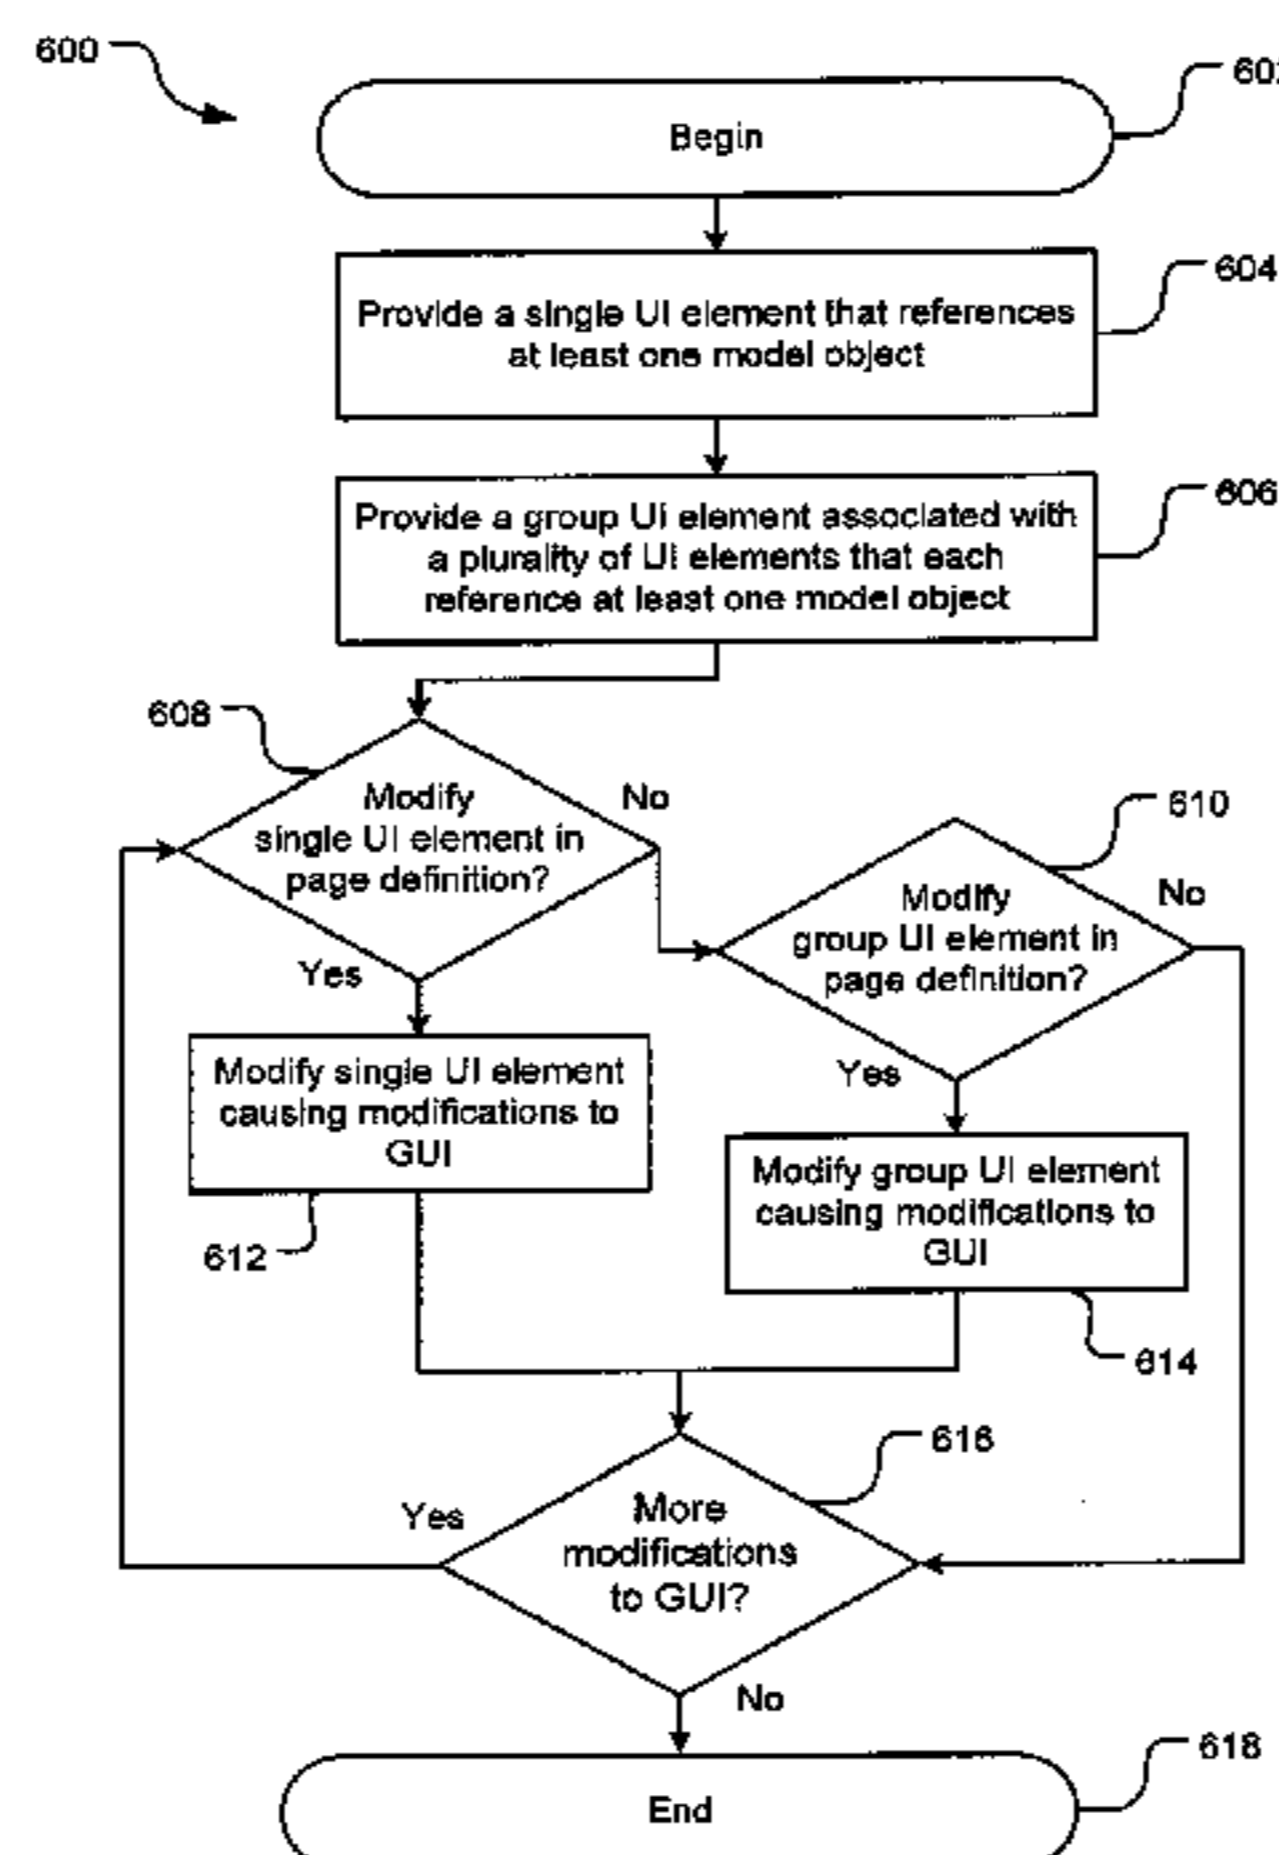 600
Begin
Provide a single UI element that references
at least one model object
604
Provide a group UI element associated with
a plurality of UI elements that each
reference at least one model object
606
608
Modify
single UI element in
page definition?
No
Yes
610
Modify
group UI element in
page definition?
No
Yes
Modify single UI element
causing modifications to
GUI
612
Modify group UI element
causing modifications to
GUI
614
616
More
modifications
to GUI?
Yes
No
End
618